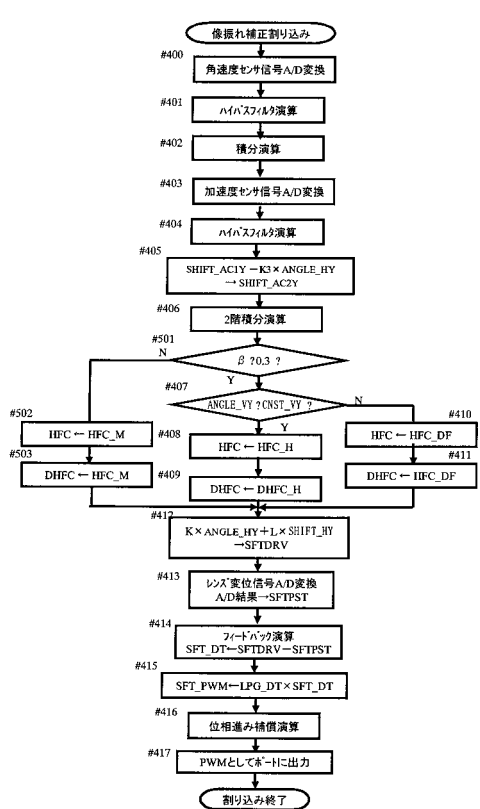 像振れ補正割り込み
#400
角速度センサ信号A/D変換
#401
ハイパスフィルタ演算
#402
積分演算
#403
加速度センサ信号A/D変換
#404
ハイパスフィルタ演算
#405
SHIFT_AC1Y－K3×ANGLE_HY
→SHIFT_AC2Y
#406
2階積分演算
#501
β?0.3 ?
N
Y
#407
ANGLE_VY?CNST_VY ?
N
Y
#502
HFC←HFC_M
#503
DHFC←HFC_M
#408
HFC←HFC_H
#409
DHFC←DHFC_H
#410
HFC←HFC_DF
#411
DHFC←HFC_DF
#412
K×ANGLE_HY＋L×SHIFT_HY
→SFTDRV
#413
レンズ変位信号A/D変換
A/D結果→SFTPST
#414
フィードバック演算
SFT_DT←SFTDRV－SFTPST
#415
SFT_PWM←LPG_DT×SFT_DT
#416
位相進み補償演算
#417
PWMとしてポートに出力
割り込み終了